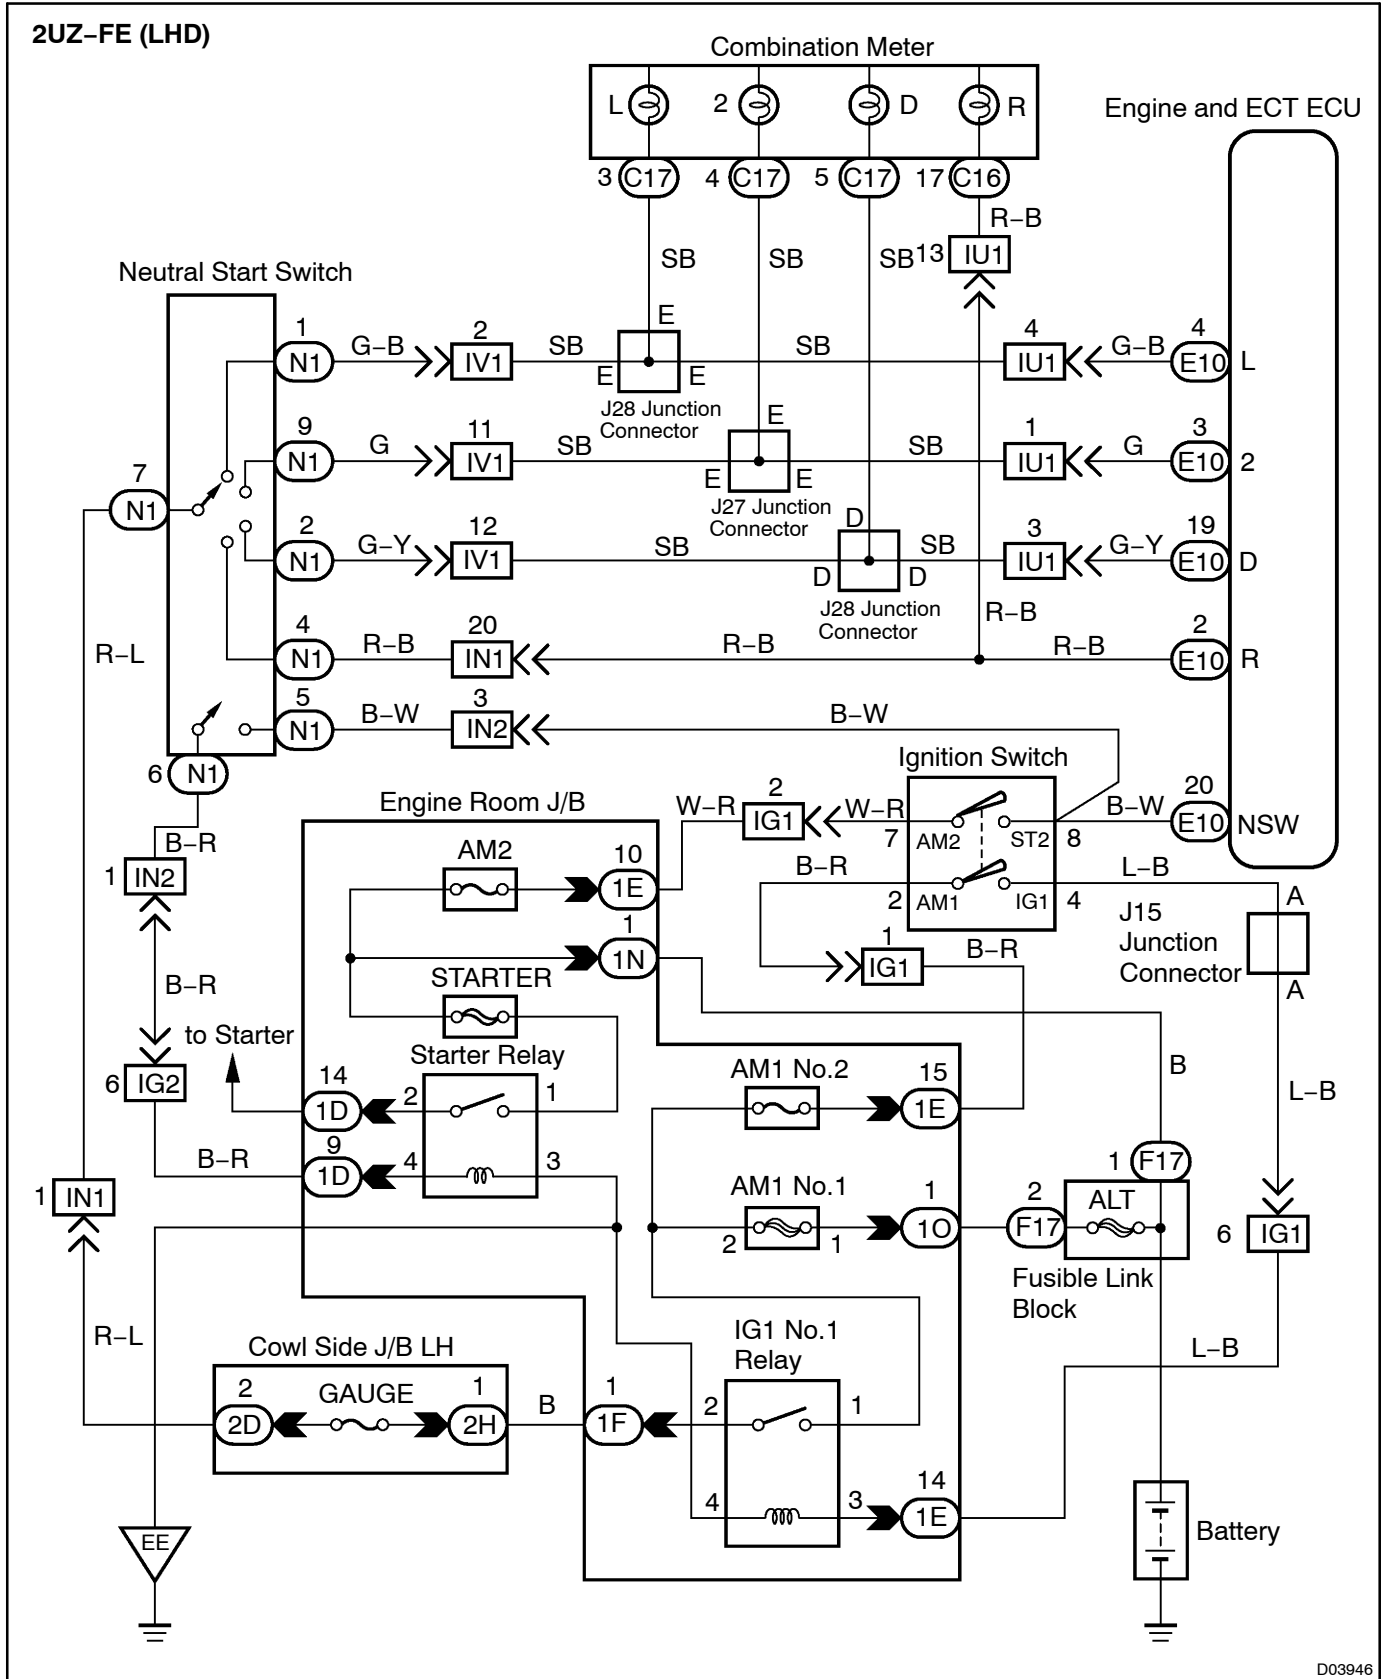 2UZ–FE (LHD)
Combination Meter
Engine and ECT ECU
L 2 D R
3 C17 4 C17 5 C17 17 C16
R–B
SB SB SB 13 IU1
Neutral Start Switch
E
1 2 4 4
N1 G–B IV1 SB SB IU1 G–B E10 L
E E
J28 Junction
Connector
E
9 11 1 3
N1 G IV1 SB SB IU1 G E10 2
E E
J27 Junction
Connector
7
N1
D
2 12 3 19
N1 G–Y IV1 SB SB IU1 G–Y E10 D
D D
J28 Junction
Connector
R–B
R–L
4 20 2
N1 R–B IN1 R–B R–B E10 R
5 3
N1 B–W IN2 B–W
6 N1
Ignition Switch
Engine Room J/B
2 20
W–R IG1 W–R B–W E10 NSW
7 AM2 ST2 8
B–R
1 IN2
AM2
10
1E
B–R L–B
2 AM1 IG1 4
A
J15
Junction
Connector
A
1
IG1 B–R
1
1N
B–R
STARTER
to Starter
Starter Relay
6 IG2
AM1 No.2
15
1E
B
L–B
14
1D 2 1
9
1D 4 3
B–R
1 F17
1 IN1
AM1 No.1
1
2 1 1O
2
F17
ALT
6 IG1
Fusible Link
Block
R–L
L–B
Cowl Side J/B LH
IG1 No.1
Relay
2 GAUGE 1
2D 2H B
1
1F 2 1
14
4 3 1E
EE
Battery
D03946